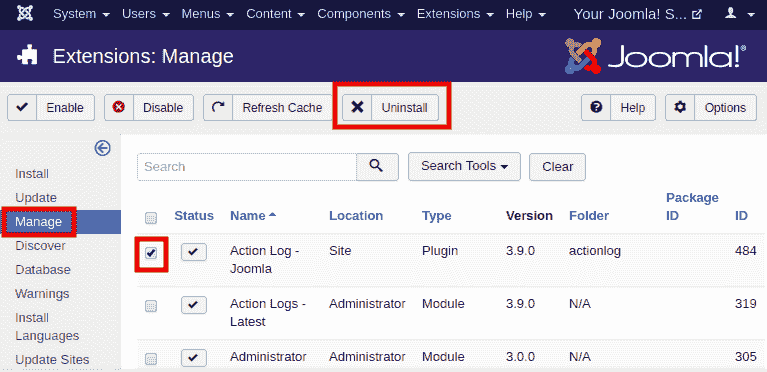 System Users Menus Content Components Extensions Help Your Joomla! S...
Extensions: Manage
Joomla!
Enable Disable Refresh Cache Uninstall Help Options
Install
Update
Manage
Discover
Database
Warnings
Install
Languages
Update Sites
Search Search Tools Clear
Status Name Location Type Version Folder Package ID ID
Action Log - Site Plugin 3.9.0 actionlog 484
Joomla
Action Logs - Administrator Module 3.9.0 N/A 319
Latest
Administrator Administrator Module 3.0.0 N/A 305